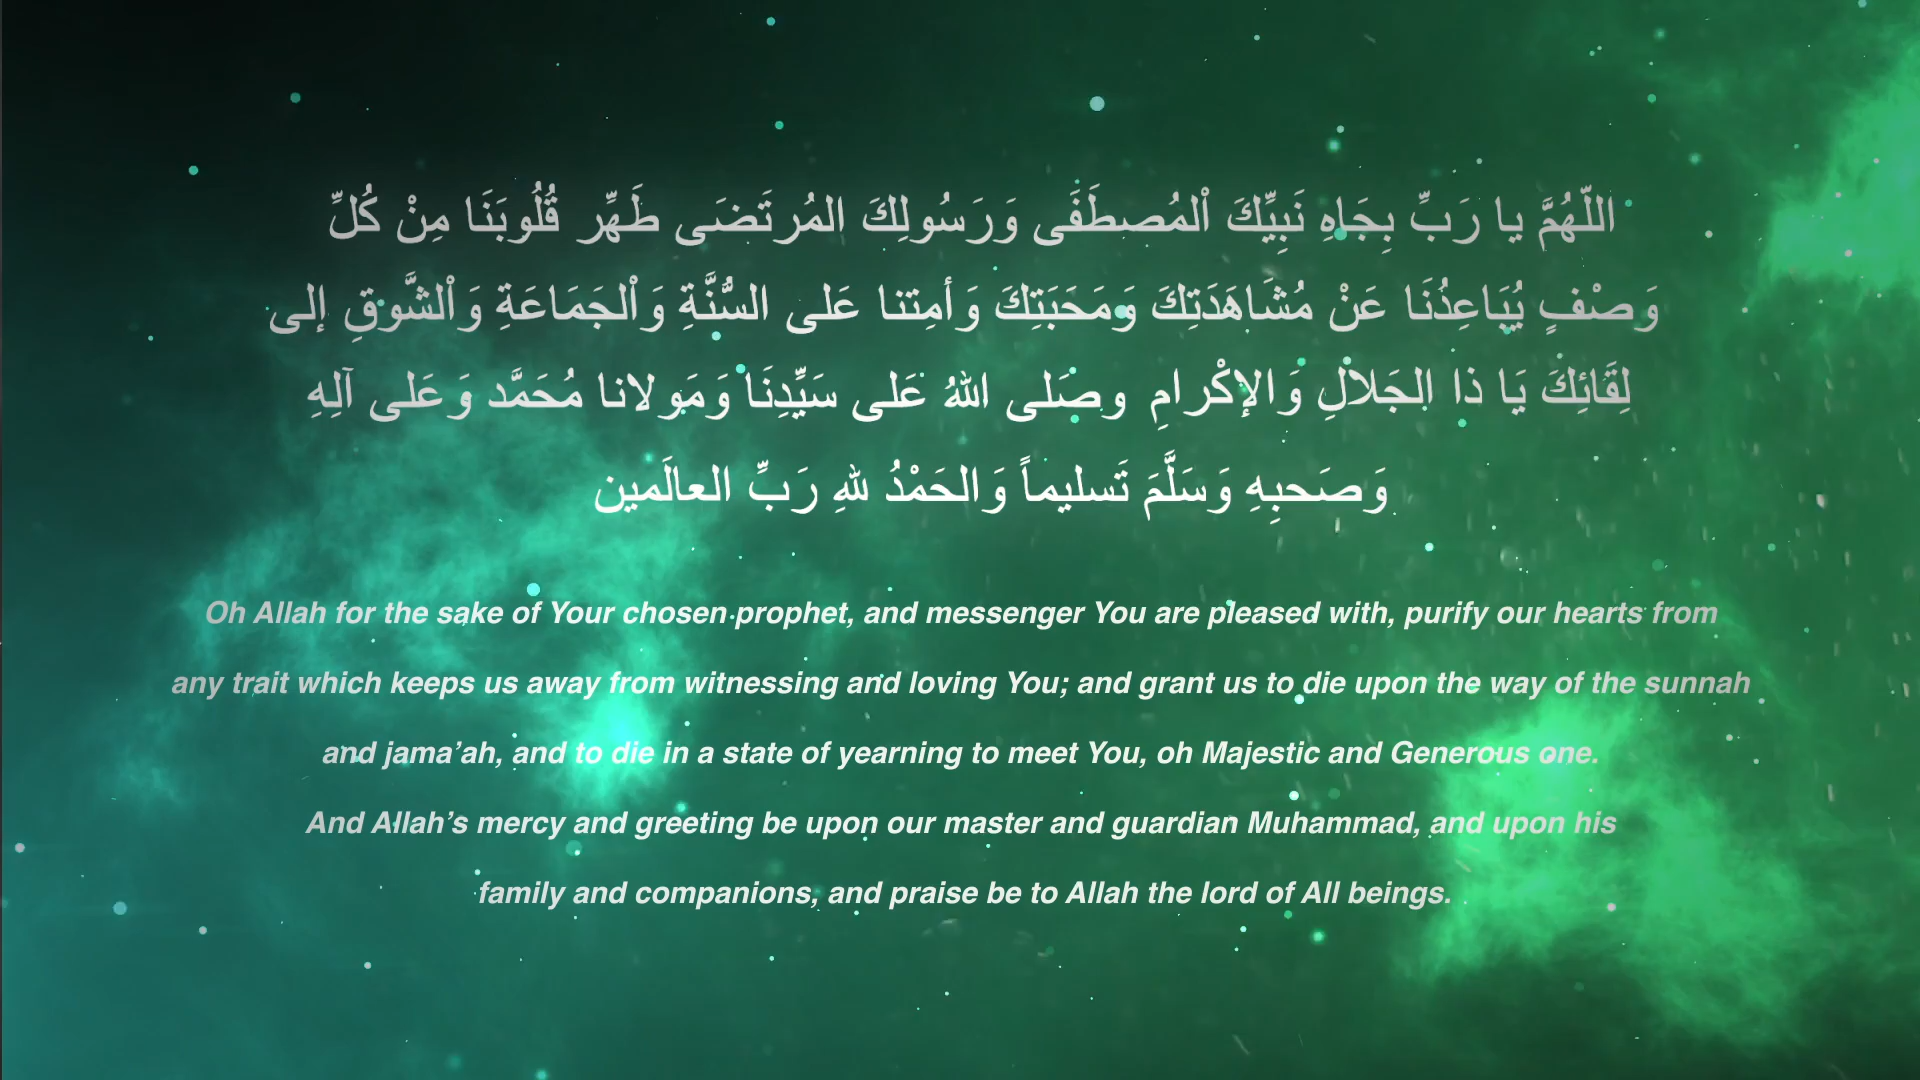 اللّهُمَّ يا رَبِّ بِجَاهِ نَبِيِّكَ اْلمُصطَفَى وَرَسُولِكَ المُرتَضَى طَهِّر قُلُوبَنَا مِنْ كُلِّ
وَصْفٍ يُبَاعِذُنَا عَنْ مُشَاهَدَتِكَ وَمَحَبَتِكَ وَأمِتنا عَلى السُّنَّةِ وَاْلجَمَاعَةِ وَاْلشَّوقِ إلى
لِقَائِكَ يَا ذا الجَلالِ وَالإكْرامِ وصَلى اللهُ عَلى سَيِّدِنَا وَمَولانا مُحَمَّد وَعَلى آلِهِ
وَصَحبِهِ وَسَلَّمَ تَسليماً وَالحَمْدُ للهِ رَبِّ العالَمين
Oh Allah for the sake of Your chosen prophet, and messenger You are pleased with, purify our hearts from
any trait which keeps us away from witnessing and loving You; and grant us to die upon the way of the sunnah
and jama’ah, and to die in a state of yearning to meet You, oh Majestic and Generous one.
And Allah’s mercy and greeting be upon our master and guardian Muhammad, and upon his
family and companions, and praise be to Allah the lord of All beings.